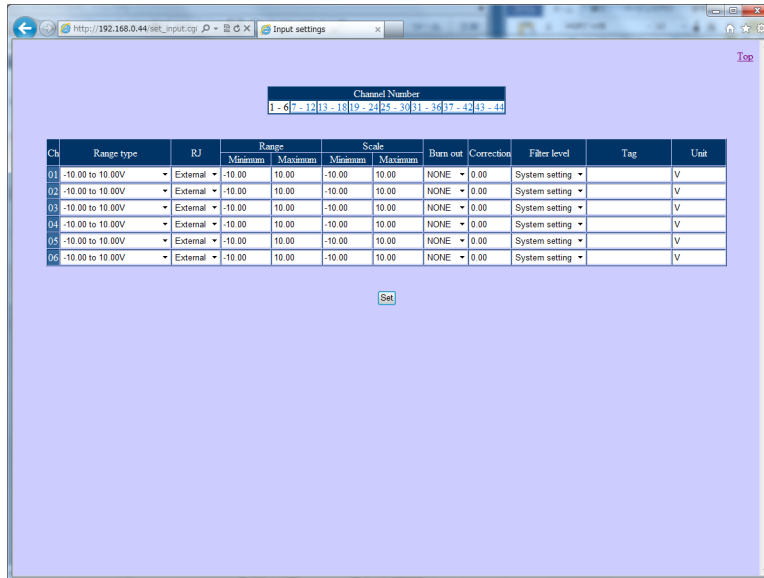 http://192.168.0.44/set_input.cgi
Input settings
Top
Channel Number
1 - 6 7 - 12 13 - 18 19 - 24 25 - 30 31 - 36 37 - 42 43 - 44
Ch Range type RJ Range Scale Burn out Correction Filter level Tag Unit
Minimum Maximum Minimum Maximum
01 -10.00 to 10.00V External -10.00 10.00 -10.00 10.00 NONE 0.00 System setting V
02 -10.00 to 10.00V External -10.00 10.00 -10.00 10.00 NONE 0.00 System setting V
03 -10.00 to 10.00V External -10.00 10.00 -10.00 10.00 NONE 0.00 System setting V
04 -10.00 to 10.00V External -10.00 10.00 -10.00 10.00 NONE 0.00 System setting V
05 -10.00 to 10.00V External -10.00 10.00 -10.00 10.00 NONE 0.00 System setting V
06 -10.00 to 10.00V External -10.00 10.00 -10.00 10.00 NONE 0.00 System setting V
Set